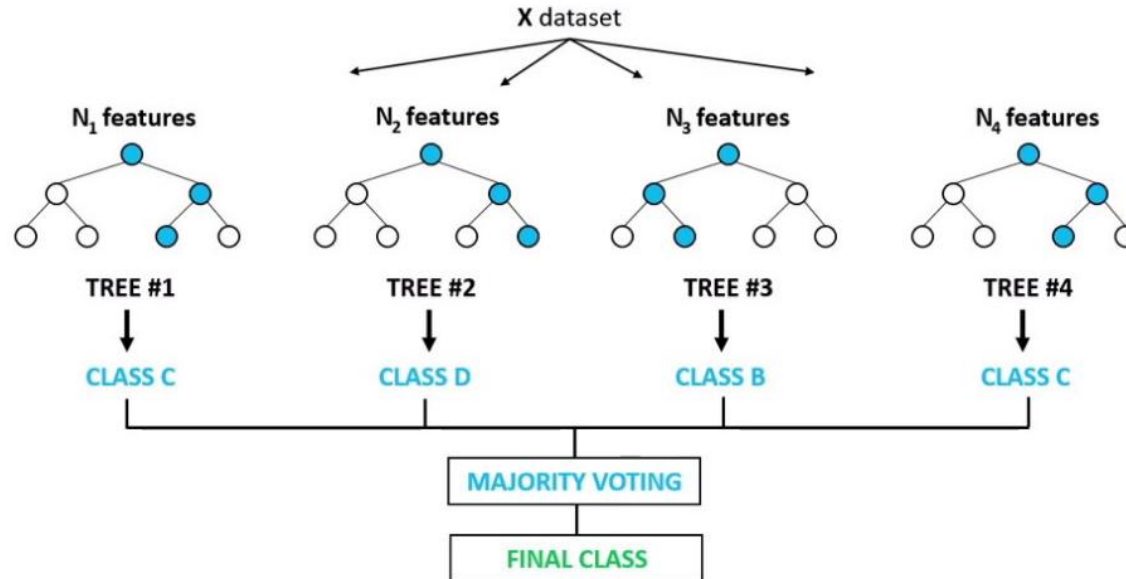 X dataset
N₁ features
N₂ features
N₃ features
N₄ features
TREE #1
TREE #2
TREE #3
TREE #4
CLASS C
CLASS D
CLASS B
CLASS C
MAJORITY VOTING
FINAL CLASS